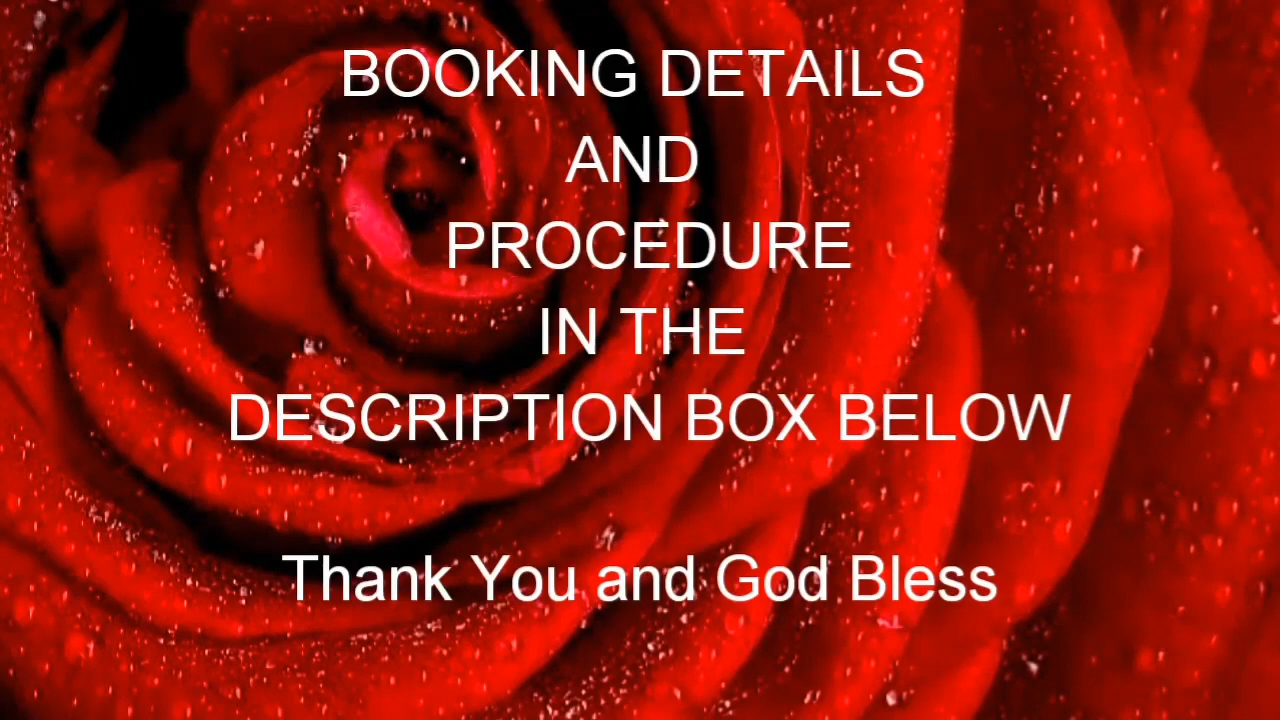 BOOKING DETAILS
AND
PROCEDURE
IN THE
DESCRIPTION BOX BELOW
Thank You and God Bless